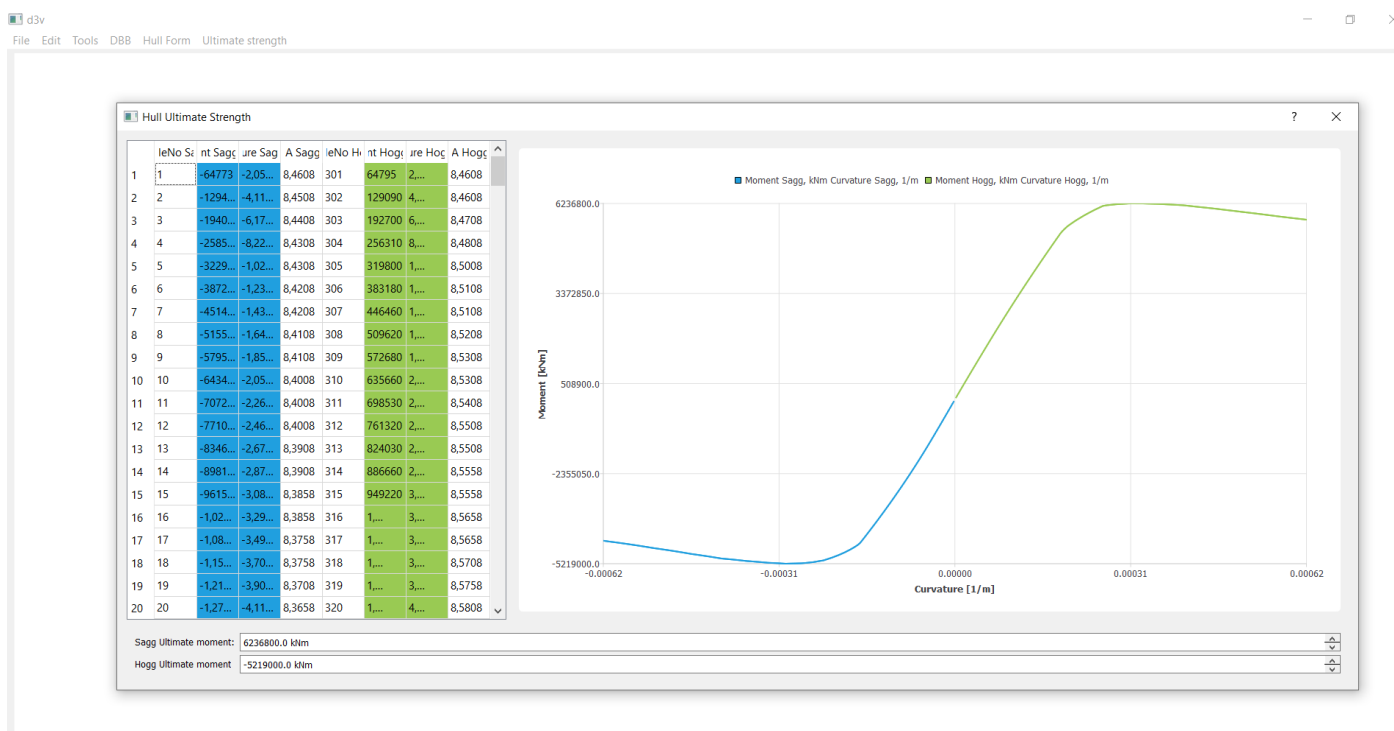 d3v
File Edit Tools DBB Hull Form Ultimate strength
Hull Ultimate Strength
?
leNo Sa nt Sagg ure Sag A Sagg leNo Ho nt Hogg ure Hog A Hogg
1 1 -64773 -2,05... 8,4608 301 64795 2,... 8,4608
2 2 -1294... -4,11... 8,4508 302 129090 4,... 8,4608
3 3 -1940... -6,17... 8,4408 303 192700 6,... 8,4708
4 4 -2585... -8,22... 8,4308 304 256310 8,... 8,4808
5 5 -3229... -1,02... 8,4308 305 319800 1,... 8,5008
6 6 -3872... -1,23... 8,4208 306 383180 1,... 8,5108
7 7 -4514... -1,43... 8,4208 307 446460 1,... 8,5108
8 8 -5155... -1,64... 8,4108 308 509620 1,... 8,5208
9 9 -5795... -1,85... 8,4108 309 572680 1,... 8,5308
10 10 -6434... -2,05... 8,4008 310 635660 2,... 8,5308
11 11 -7072... -2,26... 8,4008 311 698530 2,... 8,5408
12 12 -7710... -2,46... 8,4008 312 761320 2,... 8,5508
13 13 -8346... -2,67... 8,3908 313 824030 2,... 8,5508
14 14 -8981... -2,87... 8,3908 314 886660 2,... 8,5558
15 15 -9615... -3,08... 8,3858 315 949220 3,... 8,5558
16 16 -1,02... -3,29... 8,3858 316 1,... 3,... 8,5658
17 17 -1,08... -3,49... 8,3758 317 1,... 3,... 8,5658
18 18 -1,15... -3,70... 8,3758 318 1,... 3,... 8,5708
19 19 -1,21... -3,90... 8,3708 319 1,... 3,... 8,5758
20 20 -1,27... -4,11... 8,3658 320 1,... 4,... 8,5808
Moment Sagg, kNm Curvature Sagg, 1/m Moment Hogg, kNm Curvature Hogg, 1/m
6236800.0
3372850.0
508900.0
-2355050.0
-5219000.0
Moment [kNm]
-0.00062 -0.00031 0.00000 0.00031 0.00062
Curvature [1/m]
Sagg Ultimate moment: 6236800.0 kNm
Hogg Ultimate moment -5219000.0 kNm